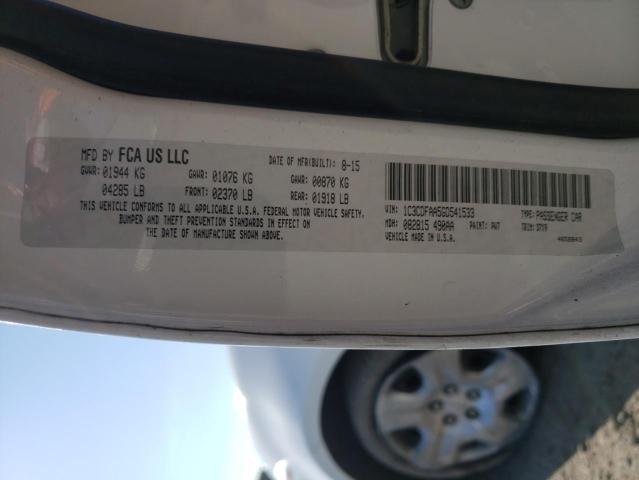 MFD BY FCA US LLC DATE OF MFR(BUILT): 8-15
GVWR: 01944 KG GAWR: 01076 KG GAWR: 00870 KG
04285 LB FRONT: 02370 LB REAR: 01918 LB
THIS VEHICLE CONFORMS TO ALL APPLICABLE U.S.A. FEDERAL MOTOR VEHICLE SAFETY,
BUMPER AND THEFT PREVENTION STANDARDS IN EFFECT ON
THE DATE OF MANUFACTURE SHOWN ABOVE.
VIN: 1C3CDFAA5GD541533 TYPE: PASSENGER CAR
MDH: 082815 490AA PAINT: PW7 TRIM:
VEHICLE MADE IN U.S.A.